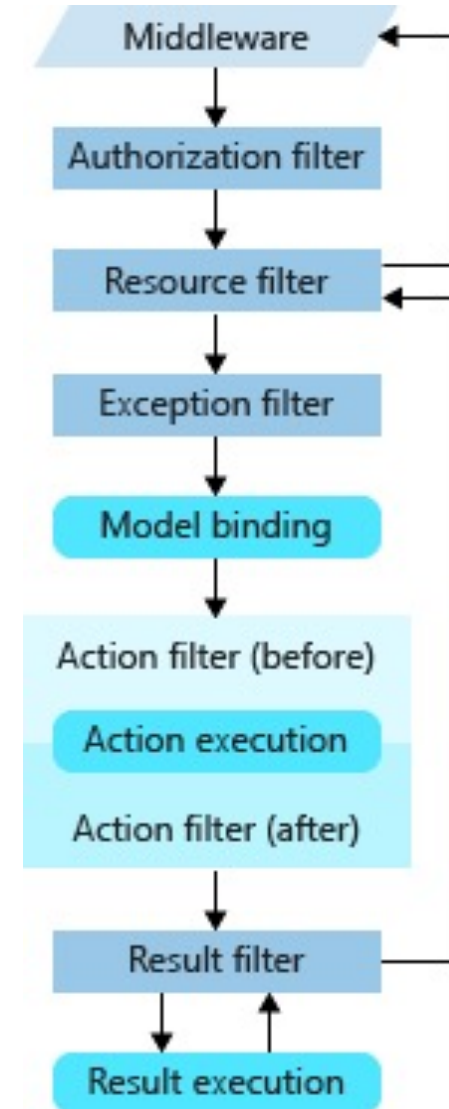 Middleware
Authorization filter
Resource filter
Exception filter
Model binding
Action filter (before)
Action execution
Action filter (after)
Result filter
Result execution